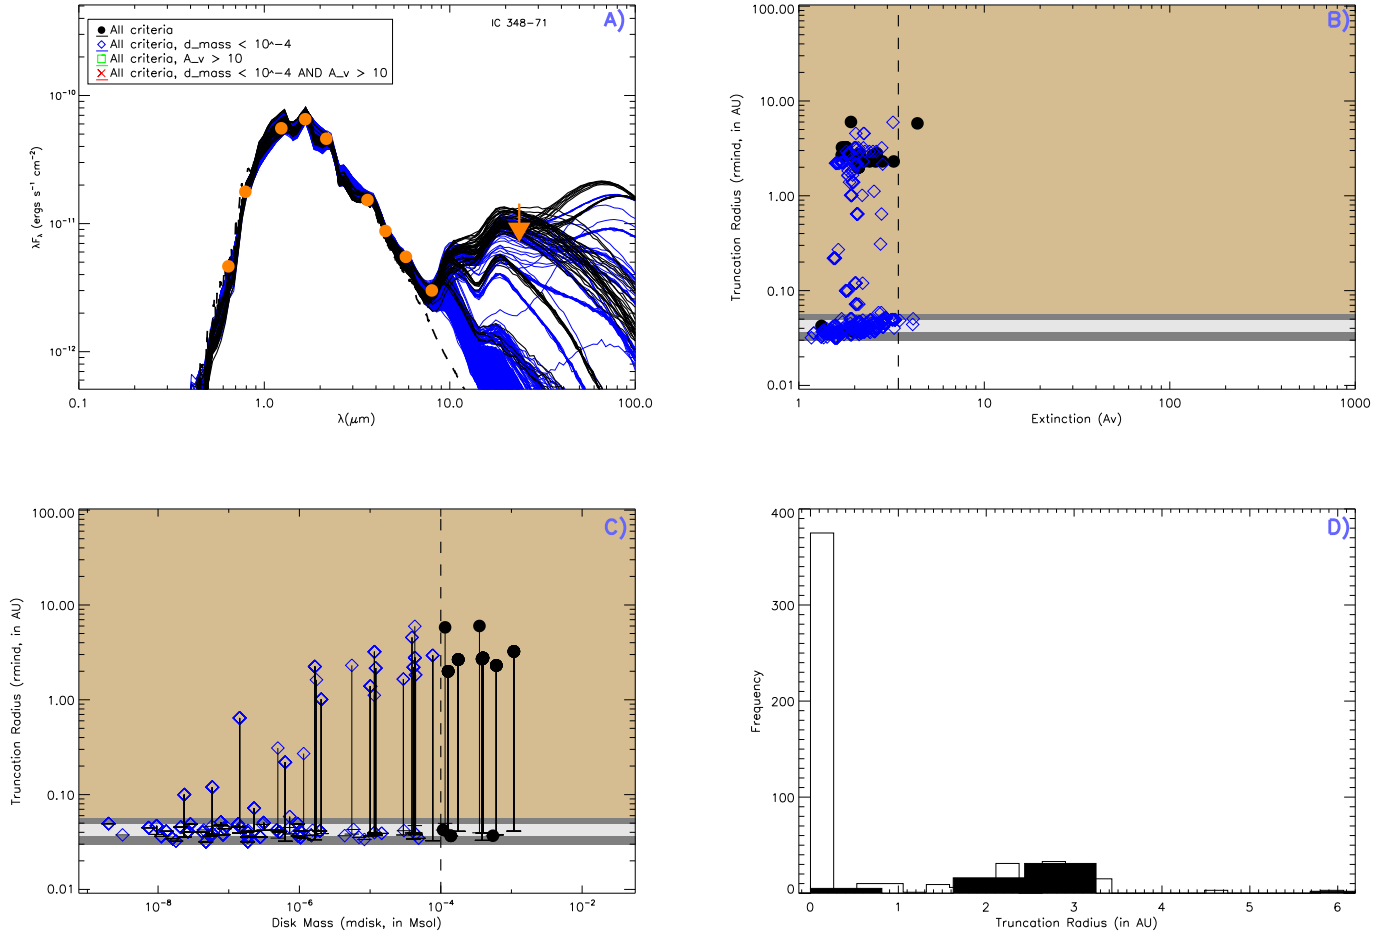 A)
IC 348-71
All criteria
All criteria, d_mass < 10^-4
All criteria, A_v > 10
All criteria, d_mass < 10^-4 AND A_v > 10
10⁻¹⁰
10⁻¹¹
10⁻¹²
λFλ (ergs s⁻¹ cm⁻²)
0.1 1.0 10.0 100.0
λ(μm)
B)
100.00
10.00
1.00
0.10
0.01
Truncation Radius (rmind, in AU)
1 10 100 1000
Extinction (Av)
C)
100.00
10.00
1.00
0.10
0.01
Truncation Radius (rmind, in AU)
10⁻⁸ 10⁻⁶ 10⁻⁴ 10⁻²
Disk Mass (mdisk, in Msol)
D)
400
300
200
100
0
Frequency
0 1 2 3 4 5 6
Truncation Radius (in AU)